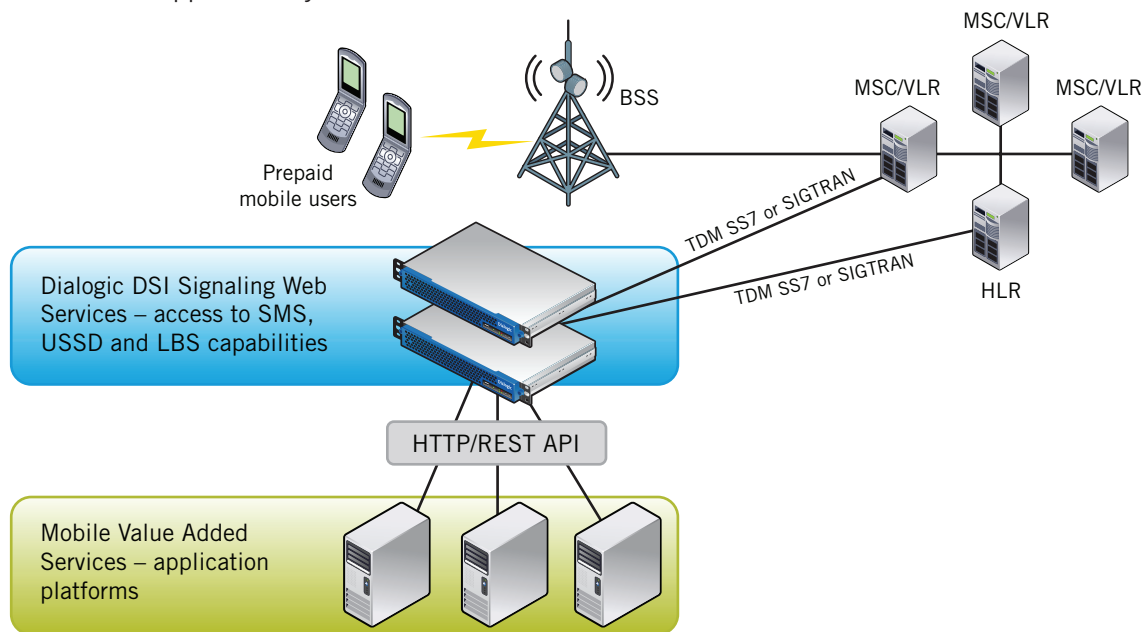 MSC/VLR
MSC/VLR
MSC/VLR
BSS
Prepaid
mobile users
TDM SS7 or SIGTRAN
TDM SS7 or SIGTRAN
HLR
Dialogic DSI Signaling Web
Services – access to SMS,
USSD and LBS capabilities
HTTP/REST API
Mobile Value Added
Services – application
platforms